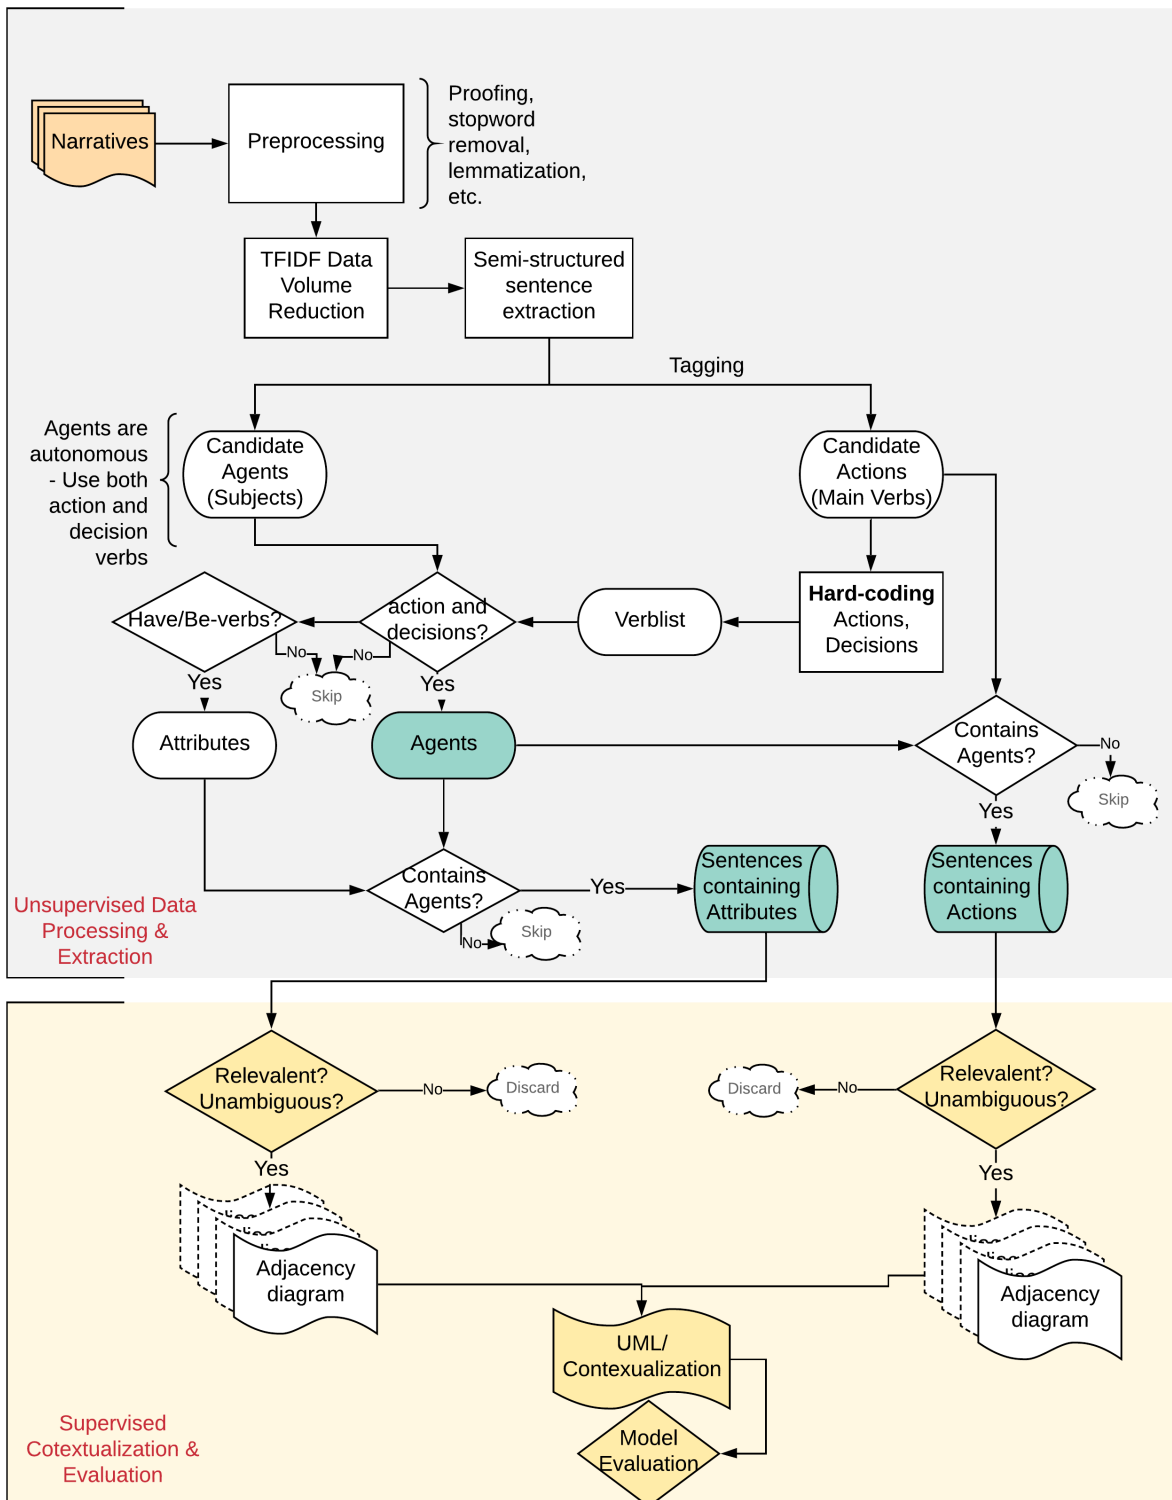 Narratives
Preprocessing
Proofing,
stopword
removal,
lemmatization,
etc.
TFIDF Data
Volume
Reduction
Semi-structured
sentence
extraction
Tagging
Agents are
autonomous
- Use both
action and
decision
verbs
Candidate
Agents
(Subjects)
Candidate
Actions
(Main Verbs)
Have/Be-verbs?
action and
decisions?
Verblist
Hard-coding
Actions,
Decisions
No
No
Skip
Yes
Yes
Attributes
Agents
Contains
Agents?
No
Skip
Yes
Contains
Agents?
Yes
No
Skip
Sentences
containing
Attributes
Sentences
containing
Actions
Unsupervised Data
Processing &
Extraction
Relevalent?
Unambiguous?
No
Discard
Discard
No
Relevalent?
Unambiguous?
Yes
Yes
Adjacency
diagram
Adjacency
diagram
UML/
Contexualization
Model
Evaluation
Supervised
Cotextualization &
Evaluation